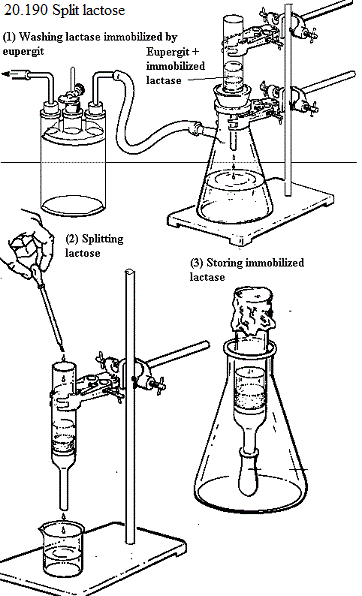 20.190 Split lactose
(1) Washing lactase immobilized by
eupergit
Eupergit +
immobilized
lactase
(2) Splitting
lactose
(3) Storing immobilized
lactase